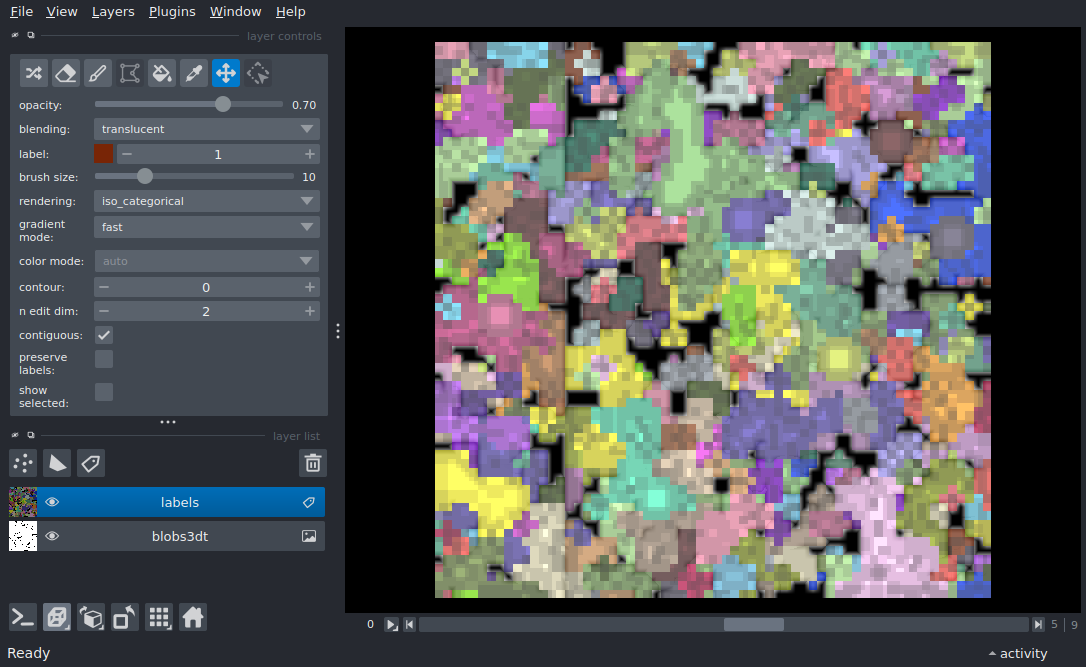 File View Layers Plugins Window Help
layer controls
opacity: 0.70
blending: translucent
label: 1
brush size: 10
rendering: iso_categorical
gradient
mode: fast
color mode: auto
contour: 0
n edit dim: 2
contiguous:
preserve
labels:
show
selected:
layer list
labels
blobs3dt
0 5 | 9
Ready activity